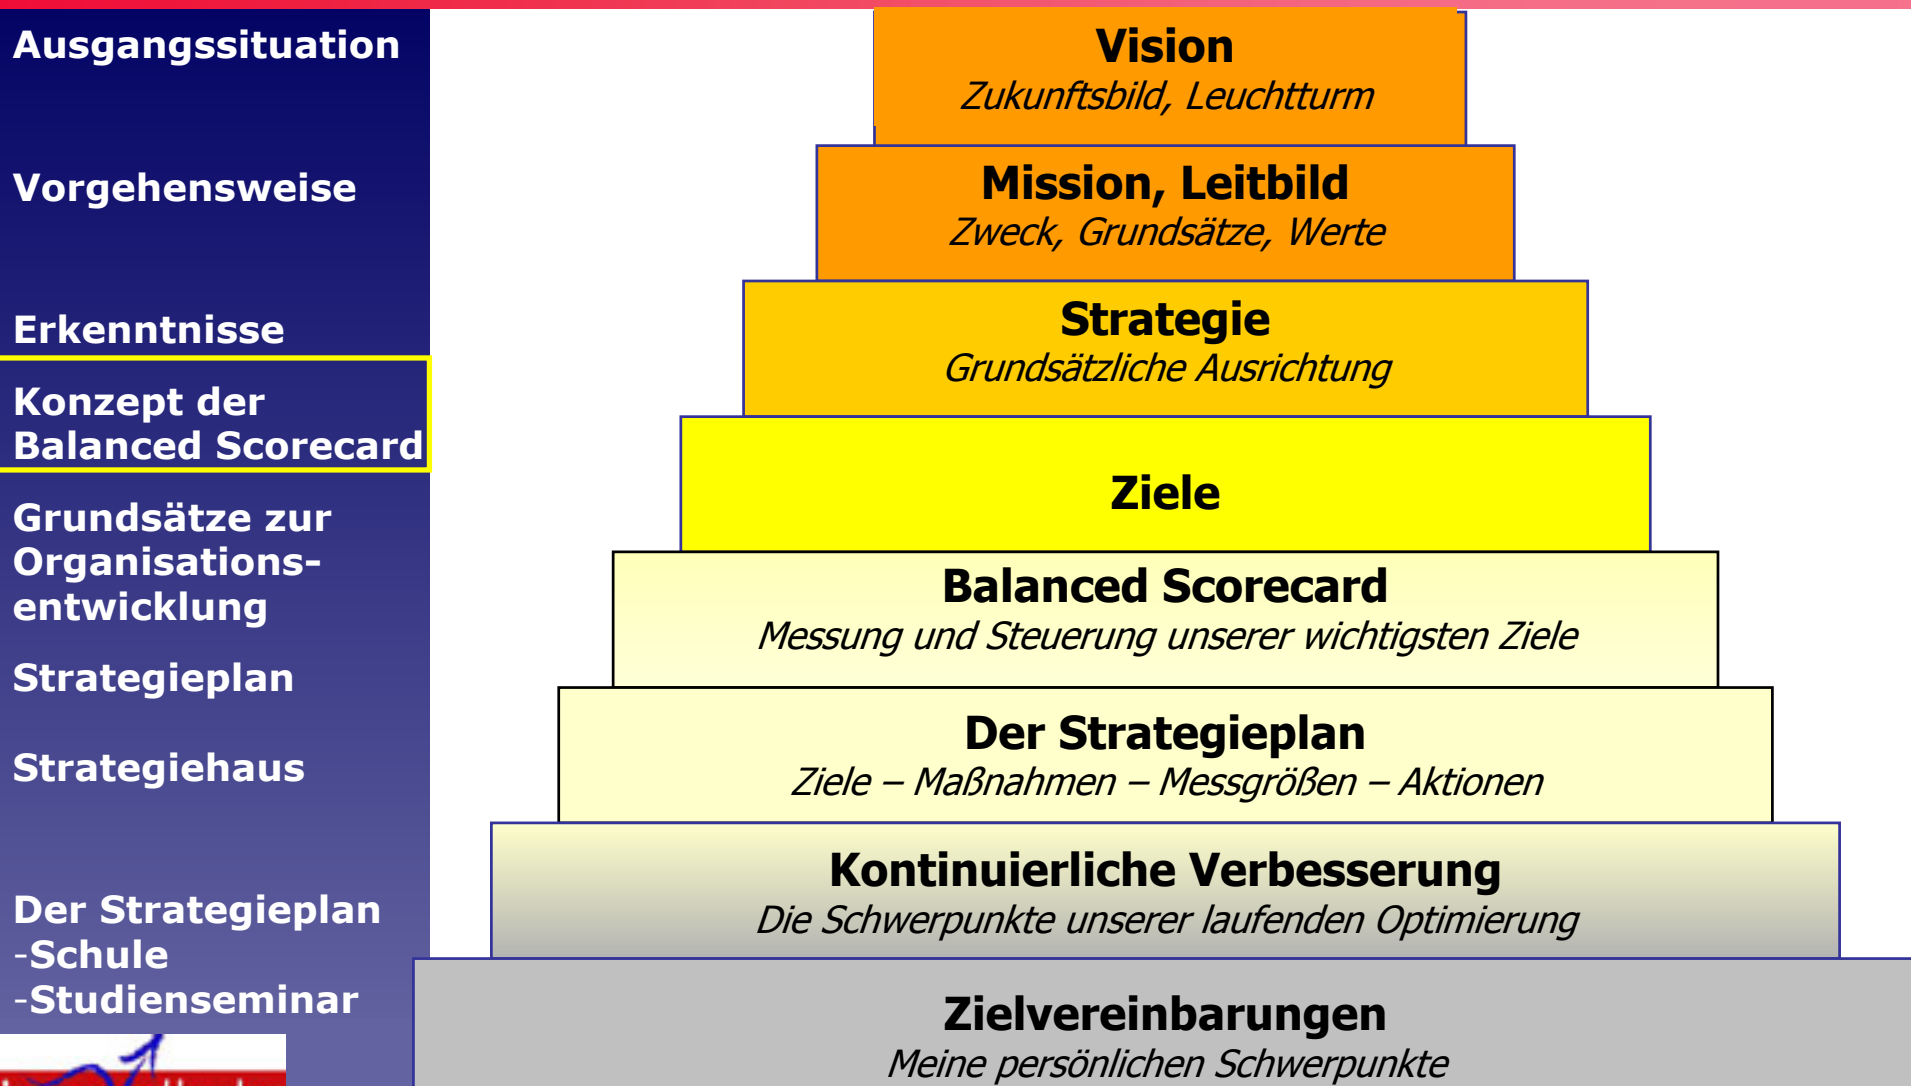 Ausgangssituation
Vorgehensweise
Erkenntnisse
Konzept der
Balanced Scorecard
Grundsätze zur
Organisations-
entwicklung
Strategieplan
Strategiehaus
Der Strategieplan
-Schule
-Studienseminar
Vision
Zukunftsbild, Leuchtturm
Mission, Leitbild
Zweck, Grundsätze, Werte
Strategie
Grundsätzliche Ausrichtung
Ziele
Balanced Scorecard
Messung und Steuerung unserer wichtigsten Ziele
Der Strategieplan
Ziele – Maßnahmen – Messgrößen – Aktionen
Kontinuierliche Verbesserung
Die Schwerpunkte unserer laufenden Optimierung
Zielvereinbarungen
Meine persönlichen Schwerpunkte